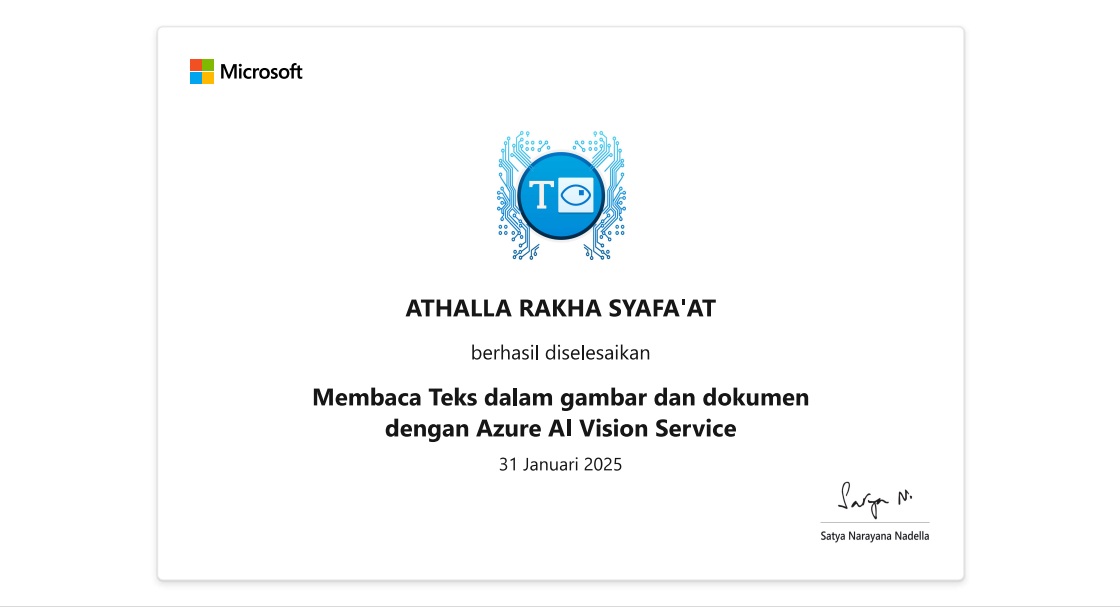 Microsoft
T
ATHALLA RAKHA SYAFA'AT
berhasil diselesaikan
Membaca Teks dalam gambar dan dokumen
dengan Azure AI Vision Service
31 Januari 2025
Satya N.
Satya Narayana Nadella